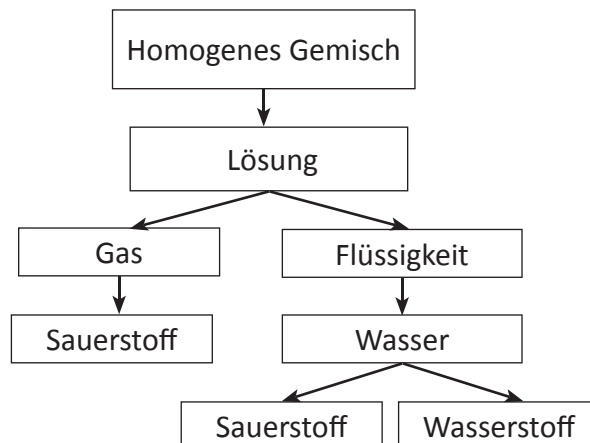 Homogenes Gemisch
Lösung
Gas
Flüssigkeit
Sauerstoff
Wasser
Sauerstoff
Wasserstoff